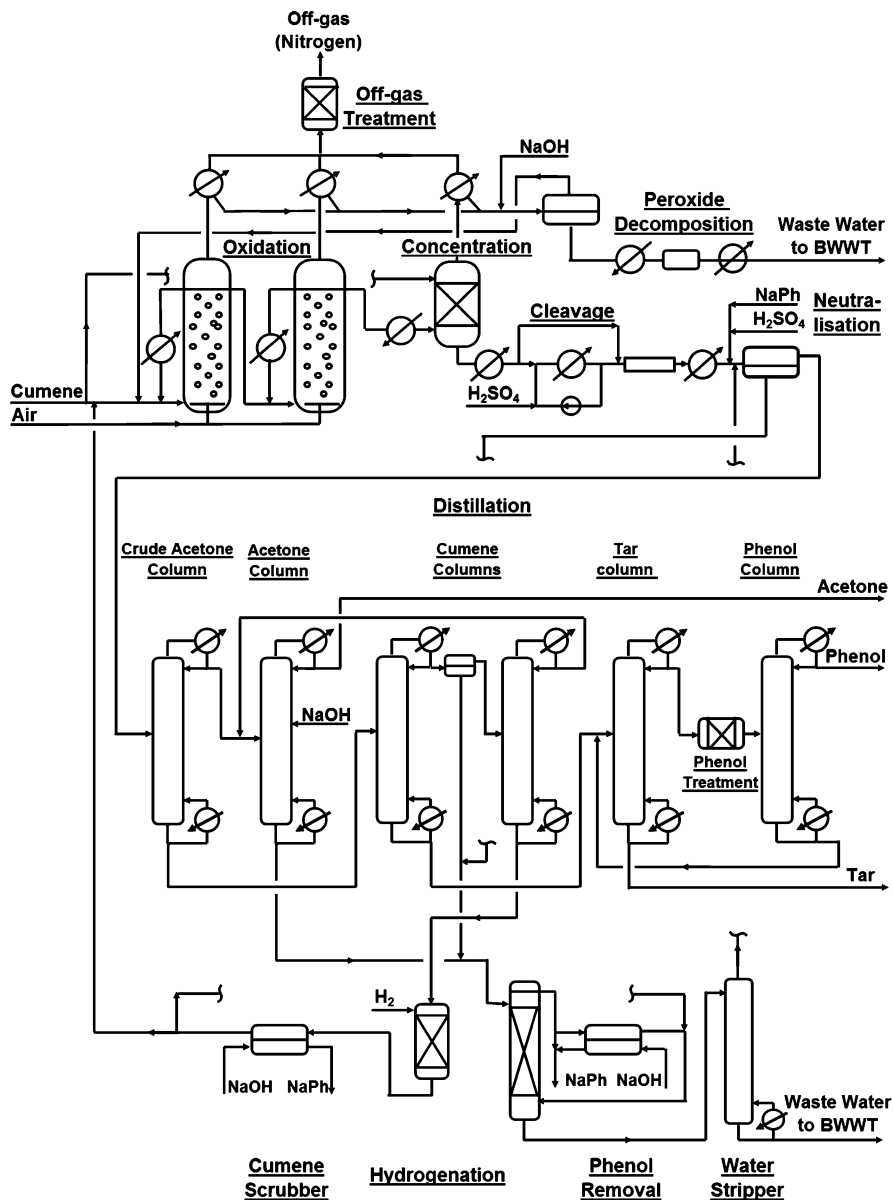 Off-gas
(Nitrogen)
Off-gas
Treatment
NaOH
Peroxide
Decomposition
Waste Water
to BWWT
Oxidation
Concentration
NaPh
H₂SO₄
Neutra-
lisation
Cleavage
Cumene
Air
H₂SO₄
Distillation
Crude Acetone
Column
Acetone
Column
Cumene
Columns
Tar
column
Phenol
Column
Acetone
Phenol
NaOH
Phenol
Treatment
Tar
H₂
NaOH
NaPh
NaPh
NaOH
Waste Water
to BWWT
Cumene
Scrubber
Hydrogenation
Phenol
Removal
Water
Stripper